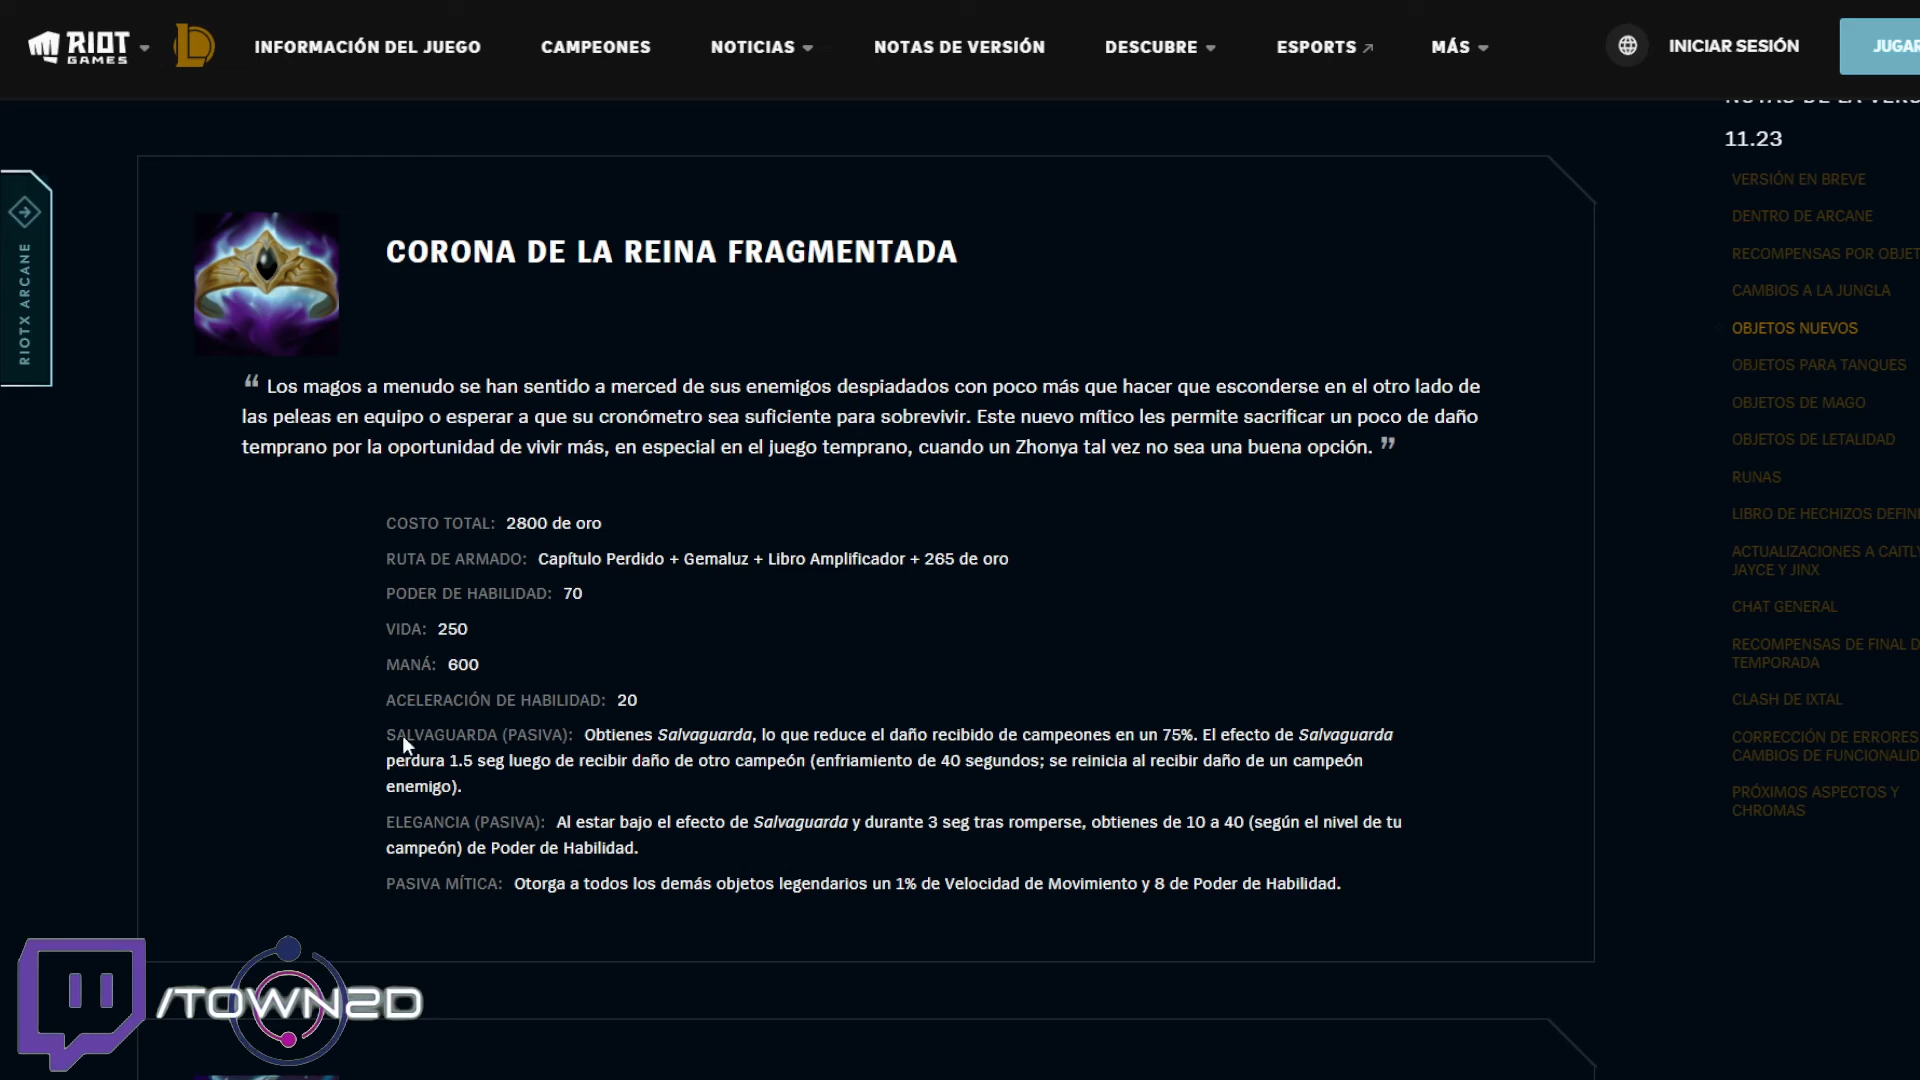 RIOT GAMES
INFORMACIÓN DEL JUEGO
CAMPEONES
NOTICIAS
NOTAS DE VERSIÓN
DESCUBRE
ESPORTS
MÁS
INICIAR SESIÓN
JUGAR
RIOTX ARCANE
CORONA DE LA REINA FRAGMENTADA
“ Los magos a menudo se han sentido a merced de sus enemigos despiadados con poco más que hacer que esconderse en el otro lado de
las peleas en equipo o esperar a que su cronómetro sea suficiente para sobrevivir. Este nuevo mítico les permite sacrificar un poco de daño
temprano por la oportunidad de vivir más, en especial en el juego temprano, cuando un Zhonya tal vez no sea una buena opción. ”
COSTO TOTAL: 2800 de oro
RUTA DE ARMADO: Capítulo Perdido + Gemaluz + Libro Amplificador + 265 de oro
PODER DE HABILIDAD: 70
VIDA: 250
MANÁ: 600
ACELERACIÓN DE HABILIDAD: 20
SALVAGUARDA (PASIVA): Obtienes Salvaguarda, lo que reduce el daño recibido de campeones en un 75%. El efecto de Salvaguarda
perdura 1.5 seg luego de recibir daño de otro campeón (enfriamiento de 40 segundos; se reinicia al recibir daño de un campeón
enemigo).
ELEGANCIA (PASIVA): Al estar bajo el efecto de Salvaguarda y durante 3 seg tras romperse, obtienes de 10 a 40 (según el nivel de tu
campeón) de Poder de Habilidad.
PASIVA MÍTICA: Otorga a todos los demás objetos legendarios un 1% de Velocidad de Movimiento y 8 de Poder de Habilidad.
NOTAS DE LA VERS
11.23
VERSIÓN EN BREVE
DENTRO DE ARCANE
RECOMPENSAS POR OBJET
CAMBIOS A LA JUNGLA
OBJETOS NUEVOS
OBJETOS PARA TANQUES
OBJETOS DE MAGO
OBJETOS DE LETALIDAD
RUNAS
LIBRO DE HECHIZOS DEFINI
ACTUALIZACIONES A CAITLY
JAYCE Y JINX
CHAT GENERAL
RECOMPENSAS DE FINAL D
TEMPORADA
CLASH DE IXTAL
CORRECCIÓN DE ERRORES
CAMBIOS DE FUNCIONALID
PRÓXIMOS ASPECTOS Y
CHROMAS
/TOWN2D